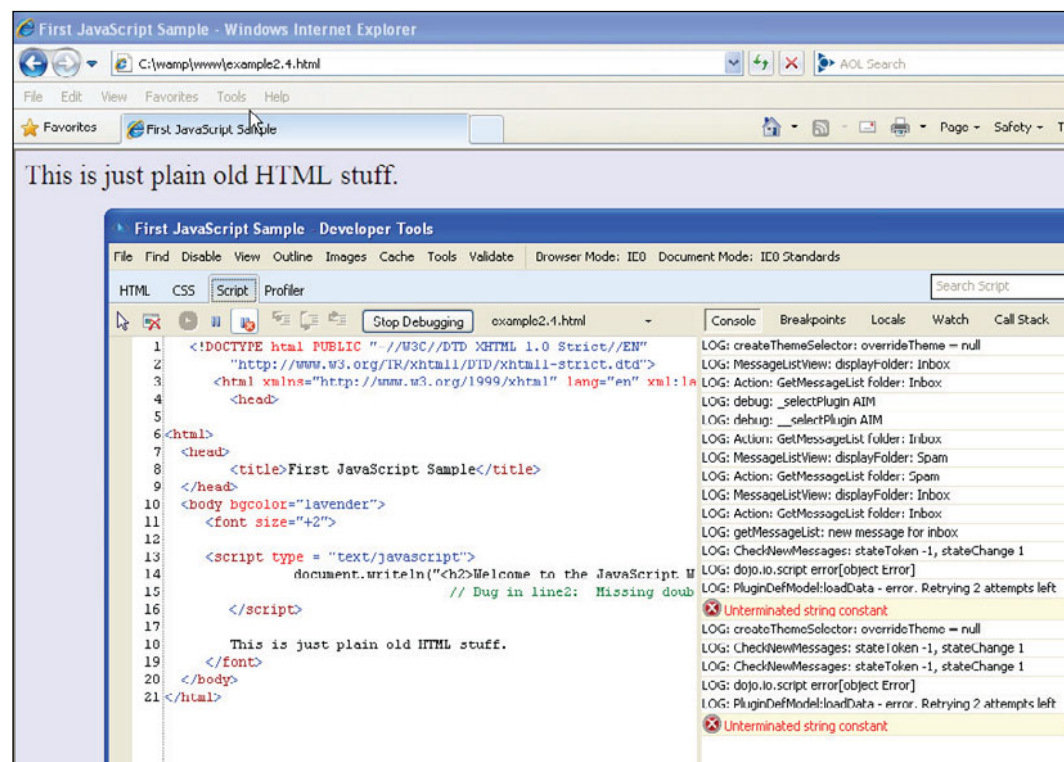 First JavaScript Sample - Windows Internet Explorer
C:\wamp\www\example2.4.html
AOL Search
File Edit View Favorites Tools Help
Favorites First JavaScript Sample Page Safety T
This is just plain old HTML stuff.
First JavaScript Sample Developer Tools
File Find Disable View Outline Images Cache Tools Validate Browser Mode: IE8 Document Mode: IE8 Standards
HTML CSS Script Profiler Search Script
Stop Debugging example2.4.html Console Breakpoints Locals Watch Call Stack
1 <!DOCTYPE html PUBLIC "-//W3C//DTD XHTML 1.0 Strict//EN"
2 "http://www.w3.org/TR/xhtml1/DTD/xhtml1-strict.dtd">
3 <html xmlns="http://www.w3.org/1999/xhtml" lang="en" xml:la
4 <head>
5
6 <html>
7 <head>
8 <title>First JavaScript Sample</title>
9 </head>
10 <body bgcolor="lavender">
11 <font size="+2">
12
13 <script type = "text/javascript">
14 document.writeln("<h2>Welcome to the JavaScript W
15 // Bug in line2: Missing doub
16 </script>
17
18 This is just plain old HTML stuff.
19 </font>
20 </body>
21 </html>
LOG: createThemeSelector: overrideTheme = null
LOG: MessageListView: displayFolder: Inbox
LOG: Action: GetMessageList folder: Inbox
LOG: debug: _selectPlugin AIM
LOG: debug: __selectPlugin AIM
LOG: Action: GetMessageList folder: Inbox
LOG: MessageListView: displayFolder: Spam
LOG: Action: GetMessageList folder: Spam
LOG: MessageListView: displayFolder: Inbox
LOG: Action: GetMessageList folder: Inbox
LOG: getMessageList: new message for inbox
LOG: CheckNewMessages: stateToken -1, stateChange 1
LOG: dojo.io.script error[object Error]
LOG: PluginDefModel:loadData - error. Retrying 2 attempts left
Unterminated string constant
LOG: createThemeSelector: overrideTheme = null
LOG: CheckNewMessages: stateToken -1, stateChange 1
LOG: CheckNewMessages: stateToken -1, stateChange 1
LOG: dojo.io.script error[object Error]
LOG: PluginDefModel:loadData - error. Retrying 2 attempts left
Unterminated string constant